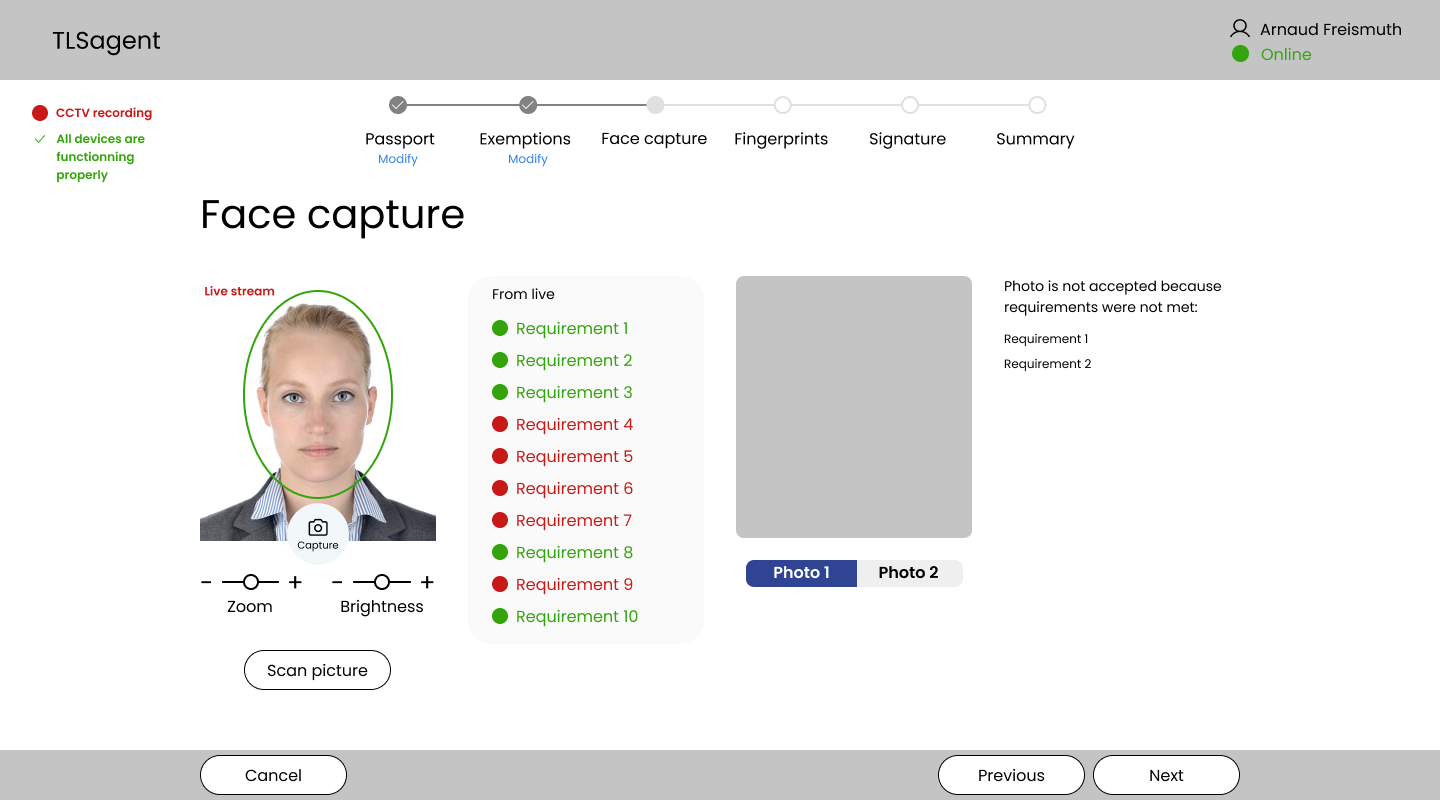 TLSagent
Arnaud Freismuth
Online
CCTV recording
All devices are
functionning
properly
Passport
Modify
Exemptions
Modify
Face capture
Fingerprints
Signature
Summary
Face capture
Live stream
Capture
− +
Zoom
− +
Brightness
Scan picture
From live
Requirement 1
Requirement 2
Requirement 3
Requirement 4
Requirement 5
Requirement 6
Requirement 7
Requirement 8
Requirement 9
Requirement 10
Photo 1
Photo 2
Photo is not accepted because
requirements were not met:
Requirement 1
Requirement 2
Cancel
Previous
Next